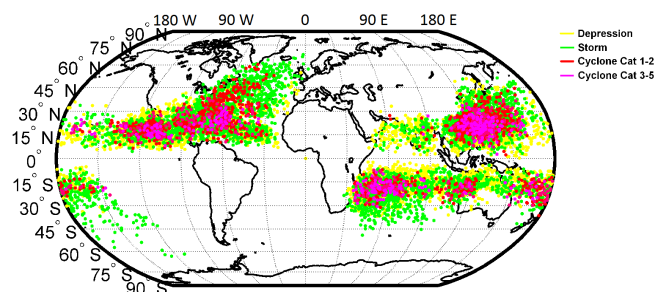 180 W 90 W 0 90 E 180 E
90° N
75° N
60° N
45° N
30° N
15° N
0°
15° S
30° S
45° S
60° S
75° S
90° S
Depression
Storm
Cyclone Cat 1-2
Cyclone Cat 3-5